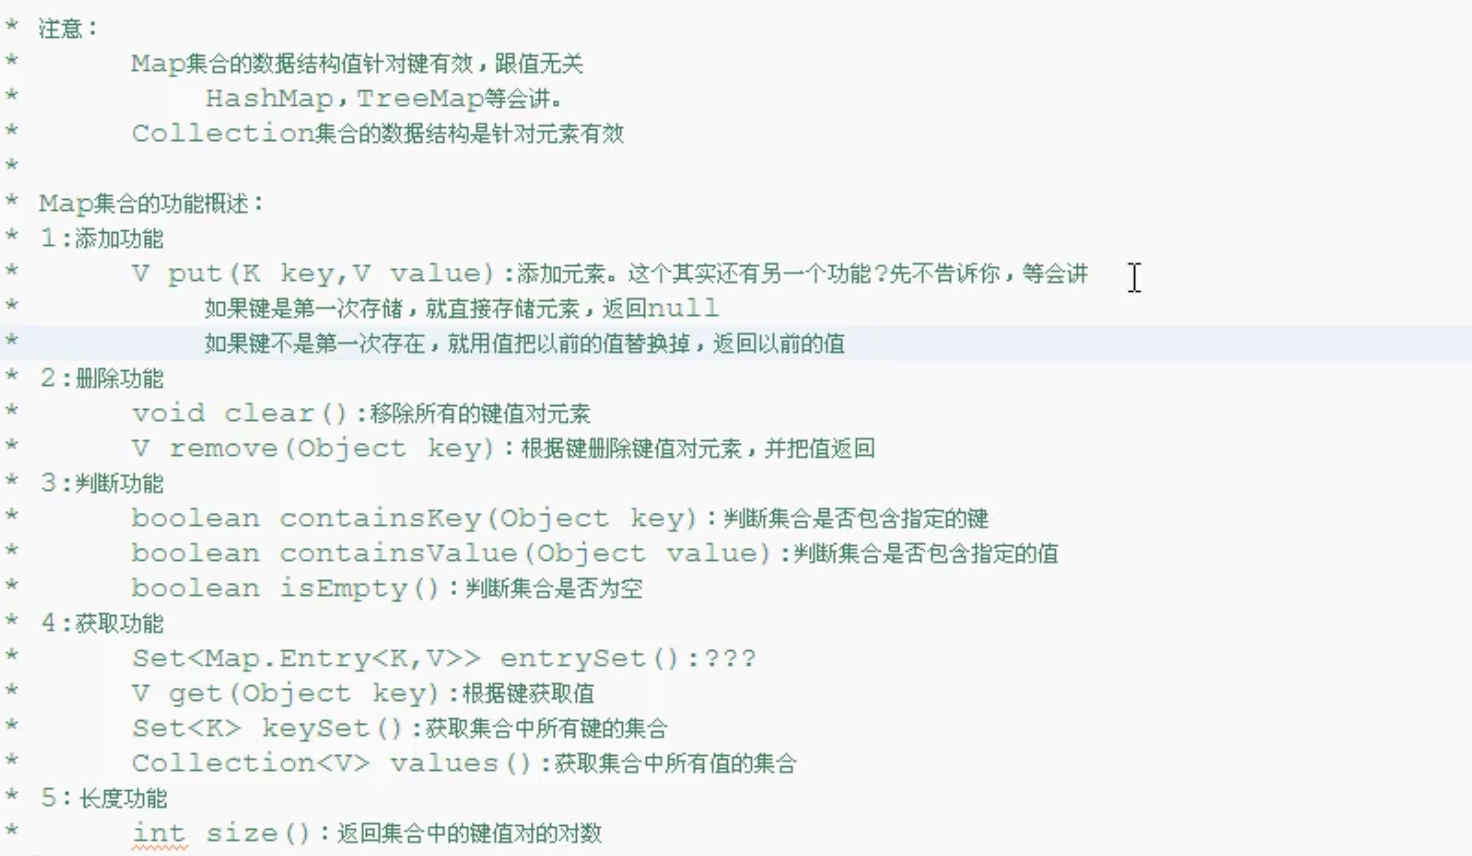 * 注意：
* Map集合的数据结构值针对键有效，跟值无关
* HashMap，TreeMap等会讲。
* Collection集合的数据结构是针对元素有效
*
* Map集合的功能概述：
* 1:添加功能
* V put(K key,V value):添加元素。这个其实还有另一个功能?先不告诉你，等会讲
* 如果键是第一次存储，就直接存储元素，返回null
* 如果键不是第一次存在，就用值把以前的值替换掉，返回以前的值
* 2:删除功能
* void clear():移除所有的键值对元素
* V remove(Object key)：根据键删除键值对元素，并把值返回
* 3:判断功能
* boolean containsKey(Object key)：判断集合是否包含指定的键
* boolean containsValue(Object value):判断集合是否包含指定的值
* boolean isEmpty()：判断集合是否为空
* 4:获取功能
* Set<Map.Entry<K,V>> entrySet():???
* V get(Object key):根据键获取值
* Set<K> keySet():获取集合中所有键的集合
* Collection<V> values():获取集合中所有值的集合
* 5：长度功能
* int size()：返回集合中的键值对的对数